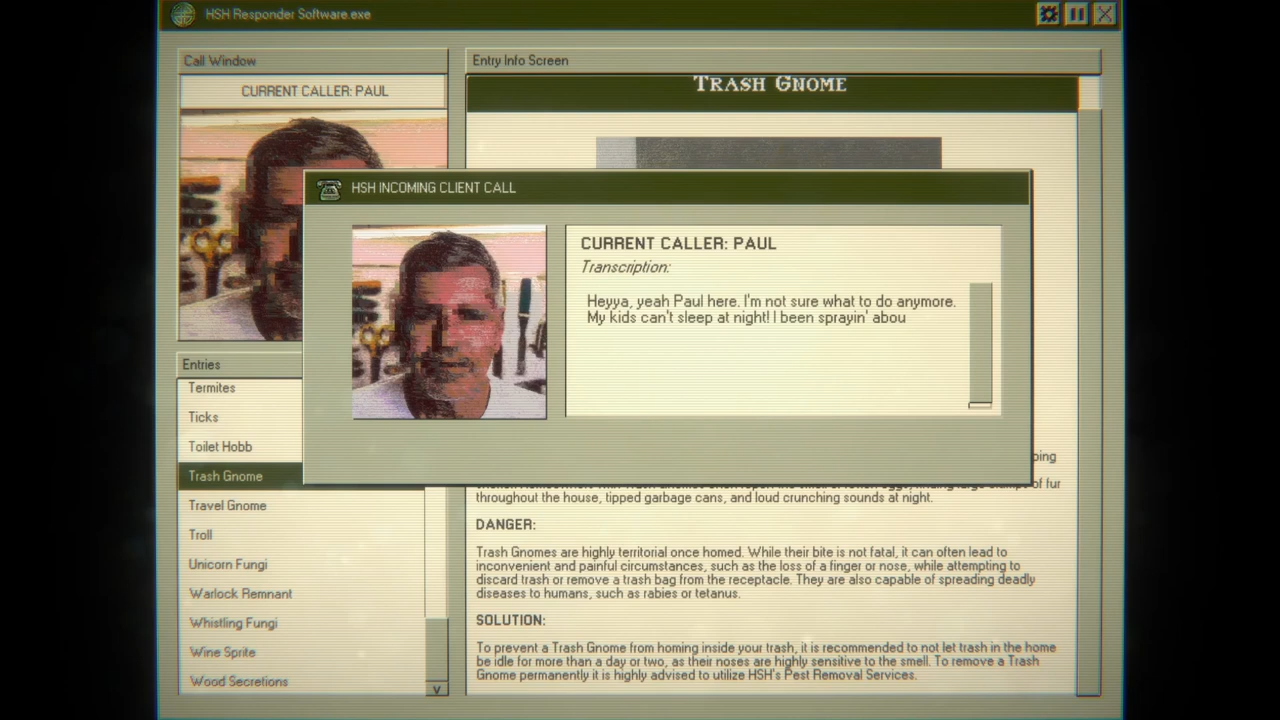 HSH Responder Software.exe
Call Window
CURRENT CALLER: PAUL
Entries
Termites
Ticks
Toilet Hobb
Trash Gnome
Travel Gnome
Troll
Unicorn Fungi
Warlock Remnant
Whistling Fungi
Wine Sprite
Wood Secretions
V
Entry Info Screen
TRASH GNOME
HSH INCOMING CLIENT CALL
CURRENT CALLER: PAUL
Transcription:
Heyya, yeah Paul here. I'm not sure what to do anymore.
My kids can't sleep at night! I been sprayin' abou
of fur
throughout the house, tipped garbage cans, and loud crunching sounds at night.
DANGER:
Trash Gnomes are highly territorial once homed. While their bite is not fatal, it can often lead to
inconvenient and painful circumstances, such as the loss of a finger or nose, while attempting to
discard trash or remove a trash bag from the receptacle. They are also capable of spreading deadly
diseases to humans, such as rabies or tetanus.
SOLUTION:
To prevent a Trash Gnome from homing inside your trash, it is recommended to not let trash in the home
be idle for more than a day or two, as their noses are highly sensitive to the smell. To remove a Trash
Gnome permanently it is highly advised to utilize HSH's Pest Removal Services.